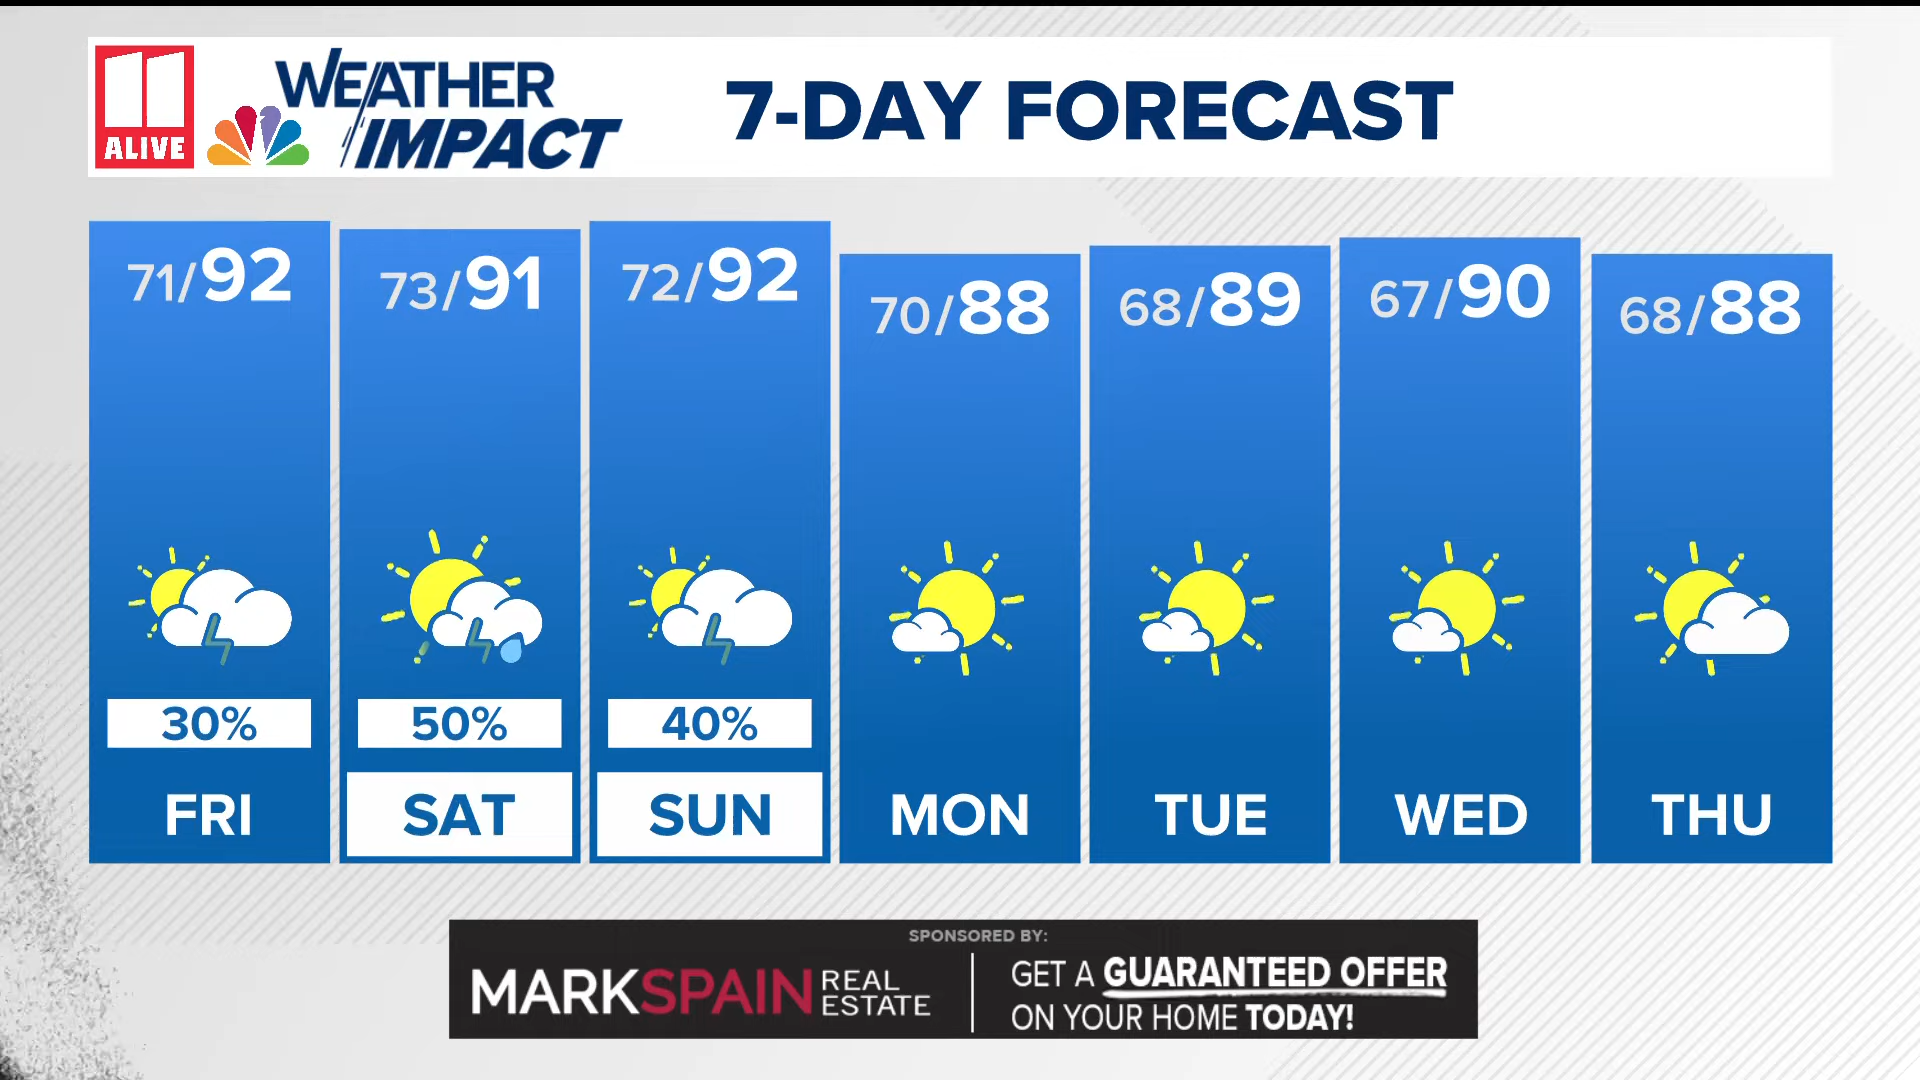 11
ALIVE
WEATHER
IMPACT
7-DAY FORECAST
71/92
73/91
72/92
70/88
68/89
67/90
68/88
30%
50%
40%
FRI
SAT
SUN
MON
TUE
WED
THU
SPONSORED BY:
MARKSPAIN REAL ESTATE
GET A GUARANTEED OFFER
ON YOUR HOME TODAY!